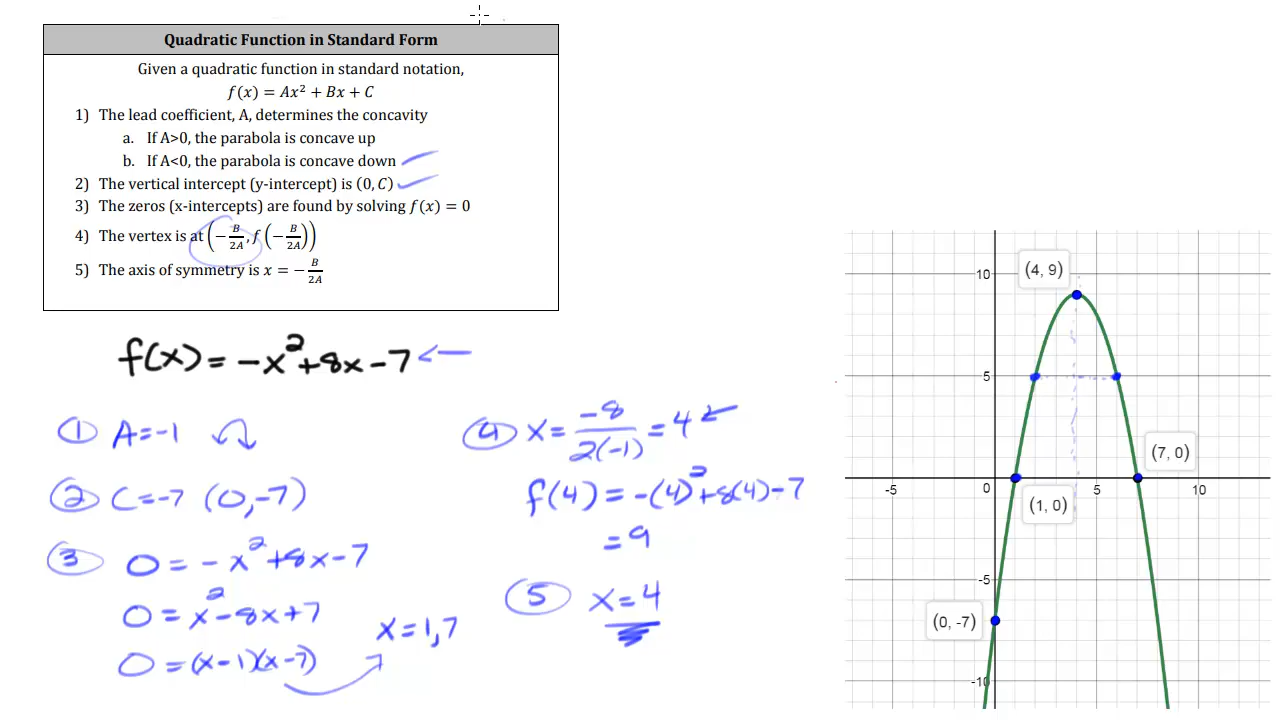 Quadratic Function in Standard Form
Given a quadratic function in standard notation,
f(x) = Ax² + Bx + C
1) The lead coefficient, A, determines the concavity
a. If A>0, the parabola is concave up
b. If A<0, the parabola is concave down
2) The vertical intercept (y-intercept) is (0, C)
3) The zeros (x-intercepts) are found by solving f(x) = 0
4) The vertex is at (−B/2A, f(−B/2A))
5) The axis of symmetry is x = −B/2A
f(x) = -x²+8x-7 ←
① A=-1
② C=-7 (0,-7)
③ 0 = -x²+8x-7
0 = x²-8x+7
0 = (x-1)(x-7)
x=1,7
④ x = -8/2(-1) = 4
f(4) = -(4)²+8(4)-7
= 9
⑤ x=4
10
(4, 9)
5
(7, 0)
-5
0
5
10
(1, 0)
-5
(0, -7)
-10